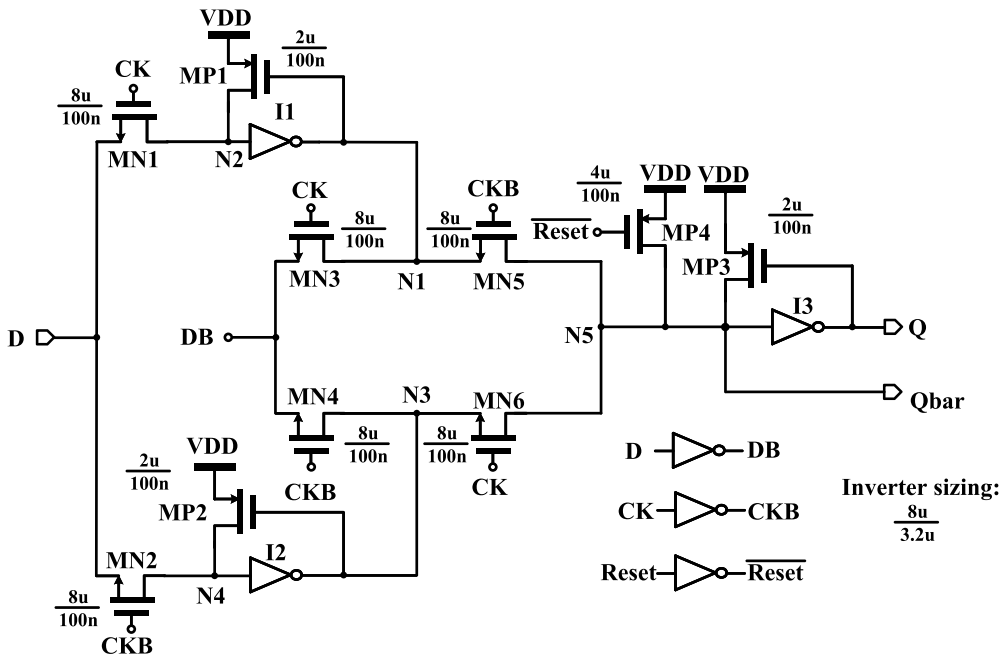 VDD
2u
100n
CK
MP1
8u
100n
I1
MN1
N2
CK
8u
100n
CKB
8u
100n
4u
100n
VDD
VDD
2u
100n
Reset
MP4
MP3
MN3
N1
MN5
I3
D
DB
N5
Q
MN4
N3
MN6
Qbar
8u
100n
8u
100n
VDD
2u
100n
CKB
CK
D
DB
MP2
CK
CKB
Inverter sizing:
8u
3.2u
MN2
I2
N4
Reset
Reset
8u
100n
CKB